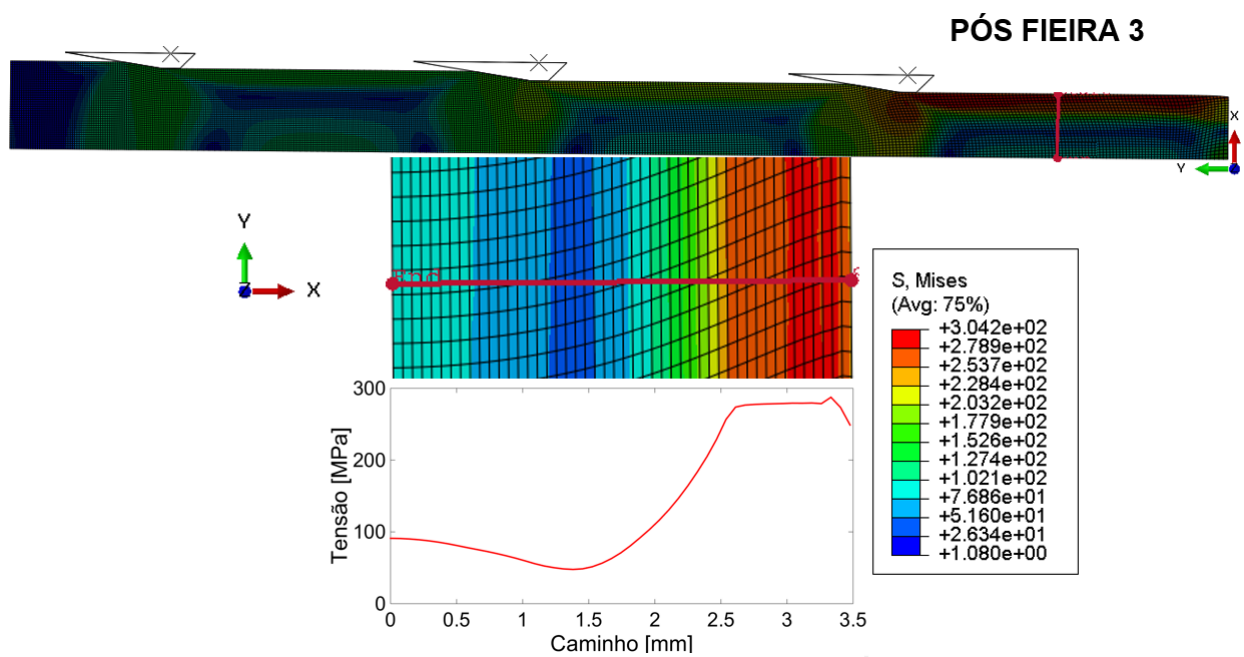 PÓS FIEIRA 3
X
Y
Y
X
End
S, Mises
(Avg: 75%)
+3.042e+02
+2.789e+02
+2.537e+02
+2.284e+02
+2.032e+02
+1.779e+02
+1.526e+02
+1.274e+02
+1.021e+02
+7.686e+01
+5.160e+01
+2.634e+01
+1.080e+00
300
200
100
0
Tensão [MPa]
0 0.5 1 1.5 2 2.5 3 3.5
Caminho [mm]